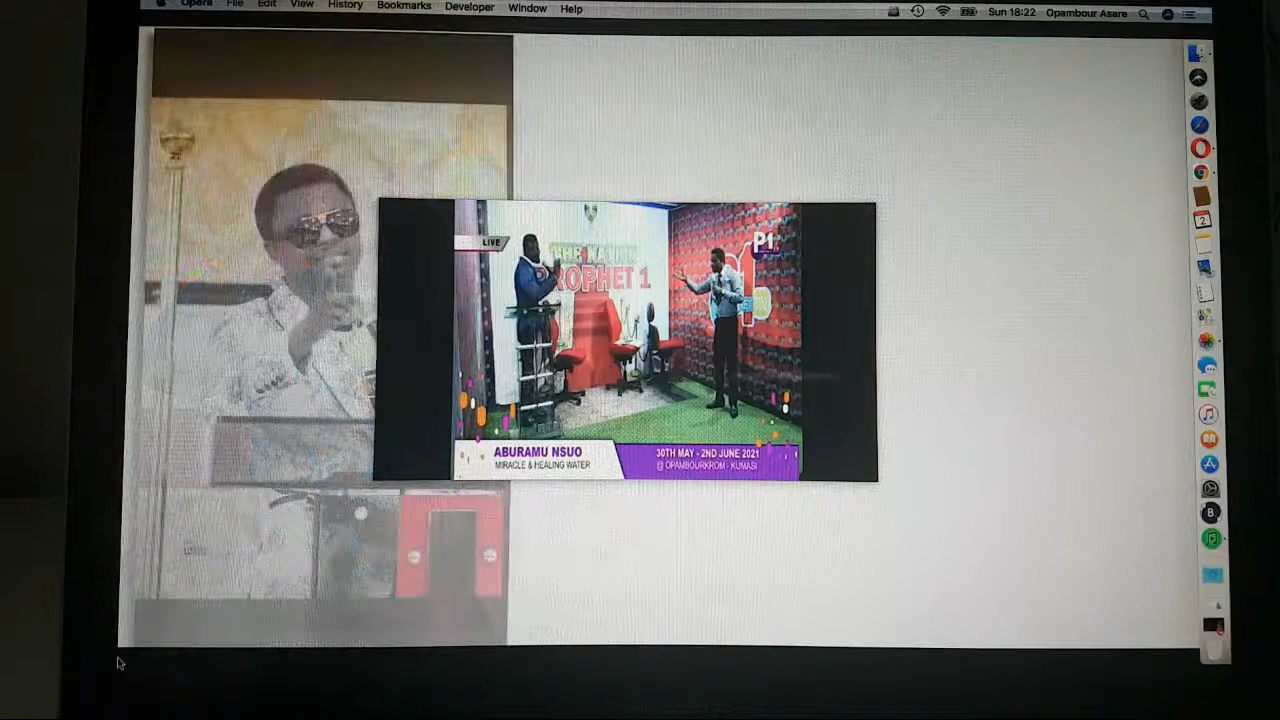 Opera File Edit View History Bookmarks Developer Window Help
Sun 18:22 Opambour Asare
LIVE
P1
PROPHET 1
ABURAMU NSUO
MIRACLE & HEALING WATER
30TH MAY - 2ND JUNE 2021
@ OPAMBOURKROM - KUMASI
2
B.